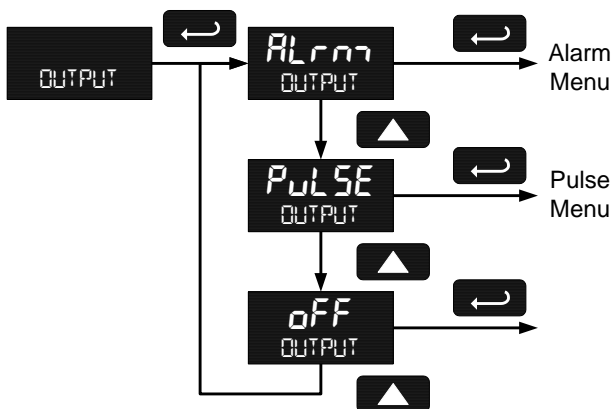 OUTPUT
ALrm
OUTPUT
Alarm
Menu
PuLSE
OUTPUT
Pulse
Menu
oFF
OUTPUT